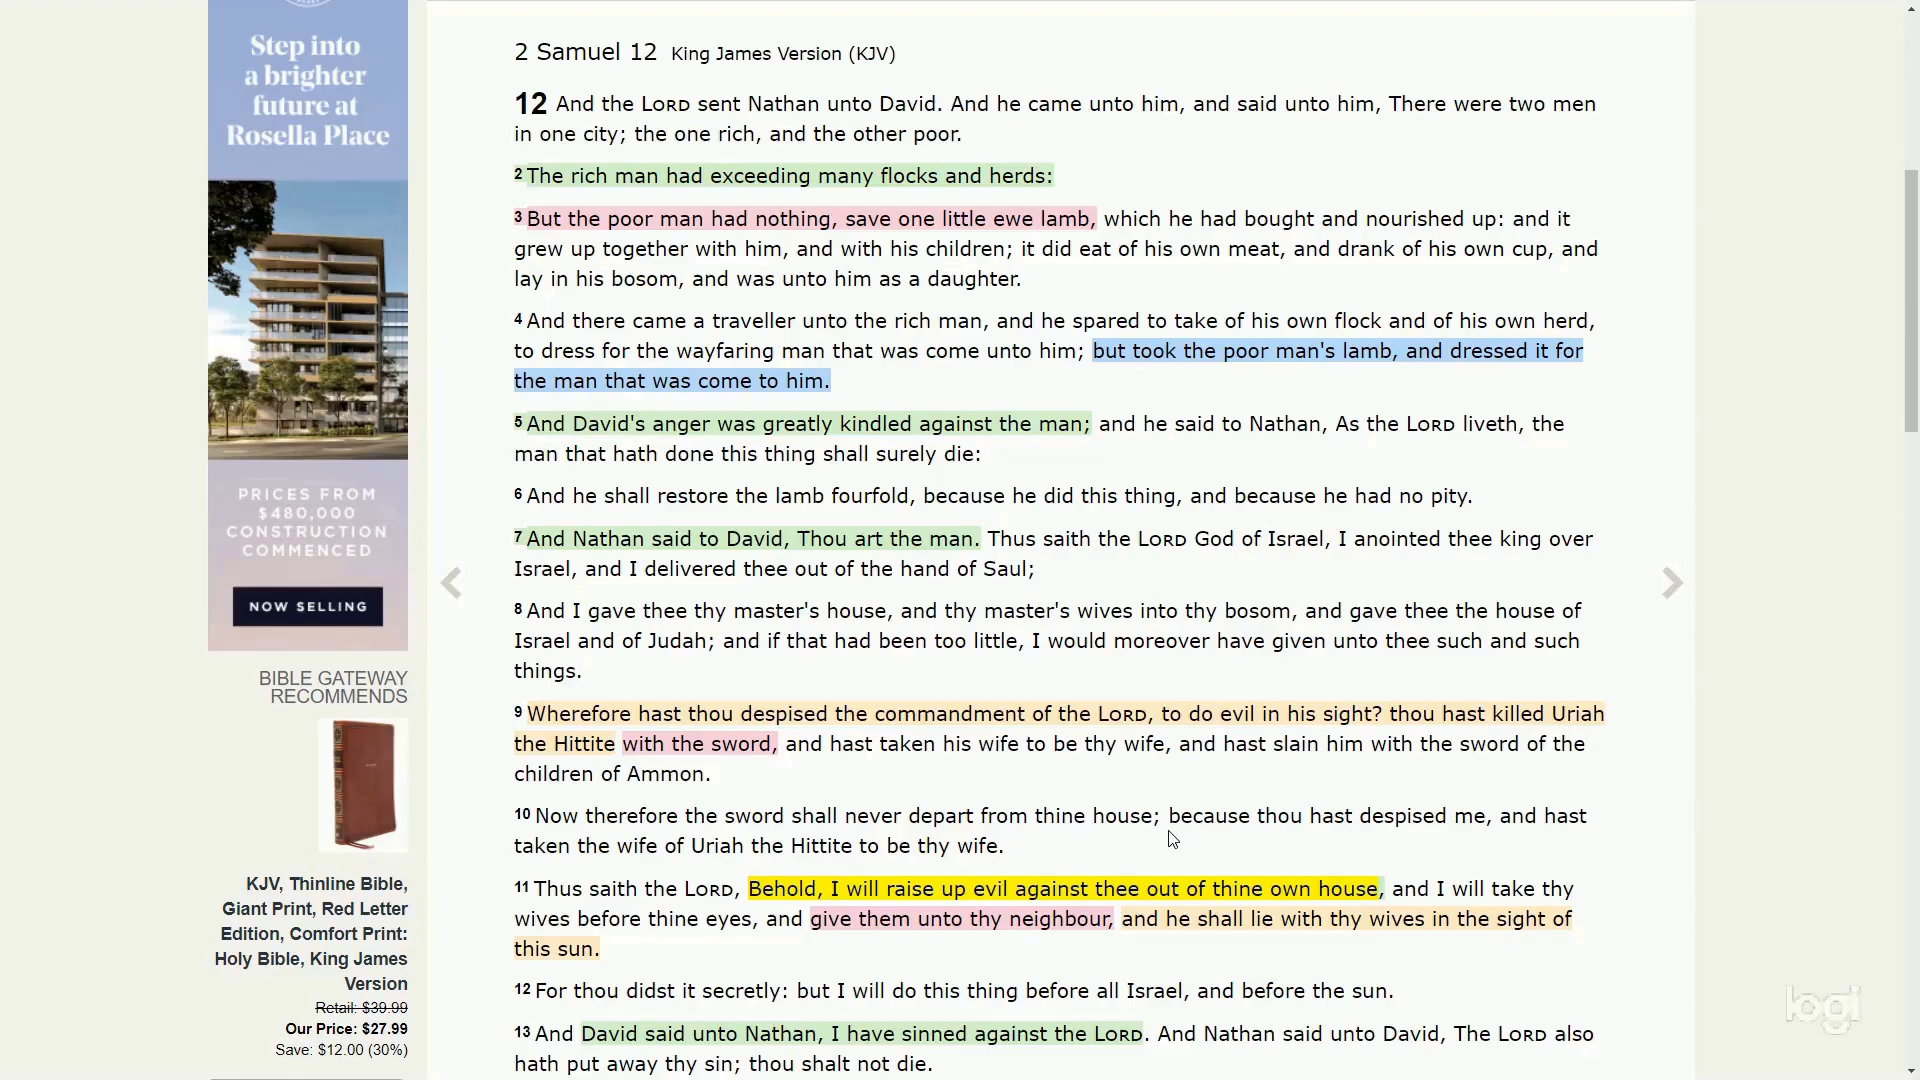 Step into
a brighter
future at
Rosella Place
PRICES FROM
$480,000
CONSTRUCTION
COMMENCED
NOW SELLING
BIBLE GATEWAY
RECOMMENDS
KJV, Thinline Bible,
Giant Print, Red Letter
Edition, Comfort Print:
Holy Bible, King James
Version
Retail: $39.99
Our Price: $27.99
Save: $12.00 (30%)
2 Samuel 12 King James Version (KJV)
12 And the LORD sent Nathan unto David. And he came unto him, and said unto him, There were two men
in one city; the one rich, and the other poor.
2 The rich man had exceeding many flocks and herds:
3 But the poor man had nothing, save one little ewe lamb, which he had bought and nourished up: and it
grew up together with him, and with his children; it did eat of his own meat, and drank of his own cup, and
lay in his bosom, and was unto him as a daughter.
4 And there came a traveller unto the rich man, and he spared to take of his own flock and of his own herd,
to dress for the wayfaring man that was come unto him; but took the poor man's lamb, and dressed it for
the man that was come to him.
5 And David's anger was greatly kindled against the man; and he said to Nathan, As the LORD liveth, the
man that hath done this thing shall surely die:
6 And he shall restore the lamb fourfold, because he did this thing, and because he had no pity.
7 And Nathan said to David, Thou art the man. Thus saith the LORD God of Israel, I anointed thee king over
Israel, and I delivered thee out of the hand of Saul;
8 And I gave thee thy master's house, and thy master's wives into thy bosom, and gave thee the house of
Israel and of Judah; and if that had been too little, I would moreover have given unto thee such and such
things.
9 Wherefore hast thou despised the commandment of the LORD, to do evil in his sight? thou hast killed Uriah
the Hittite with the sword, and hast taken his wife to be thy wife, and hast slain him with the sword of the
children of Ammon.
10 Now therefore the sword shall never depart from thine house; because thou hast despised me, and hast
taken the wife of Uriah the Hittite to be thy wife.
11 Thus saith the LORD, Behold, I will raise up evil against thee out of thine own house, and I will take thy
wives before thine eyes, and give them unto thy neighbour, and he shall lie with thy wives in the sight of
this sun.
12 For thou didst it secretly: but I will do this thing before all Israel, and before the sun.
13 And David said unto Nathan, I have sinned against the LORD. And Nathan said unto David, The LORD also
hath put away thy sin; thou shalt not die.
logi